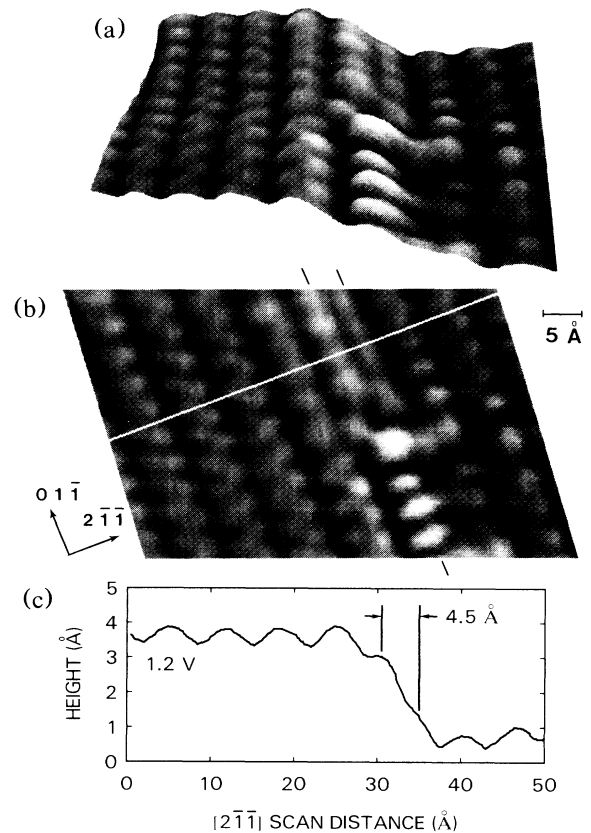 (a)
(b)
5 Å
0 1 1̅
2 1̅ 1̅
(c)
5
4
3
2
1
0
HEIGHT (Å)
1.2 V
4.5 Å
0 10 20 30 40 50
|2 1̅ 1̅| SCAN DISTANCE (Å)